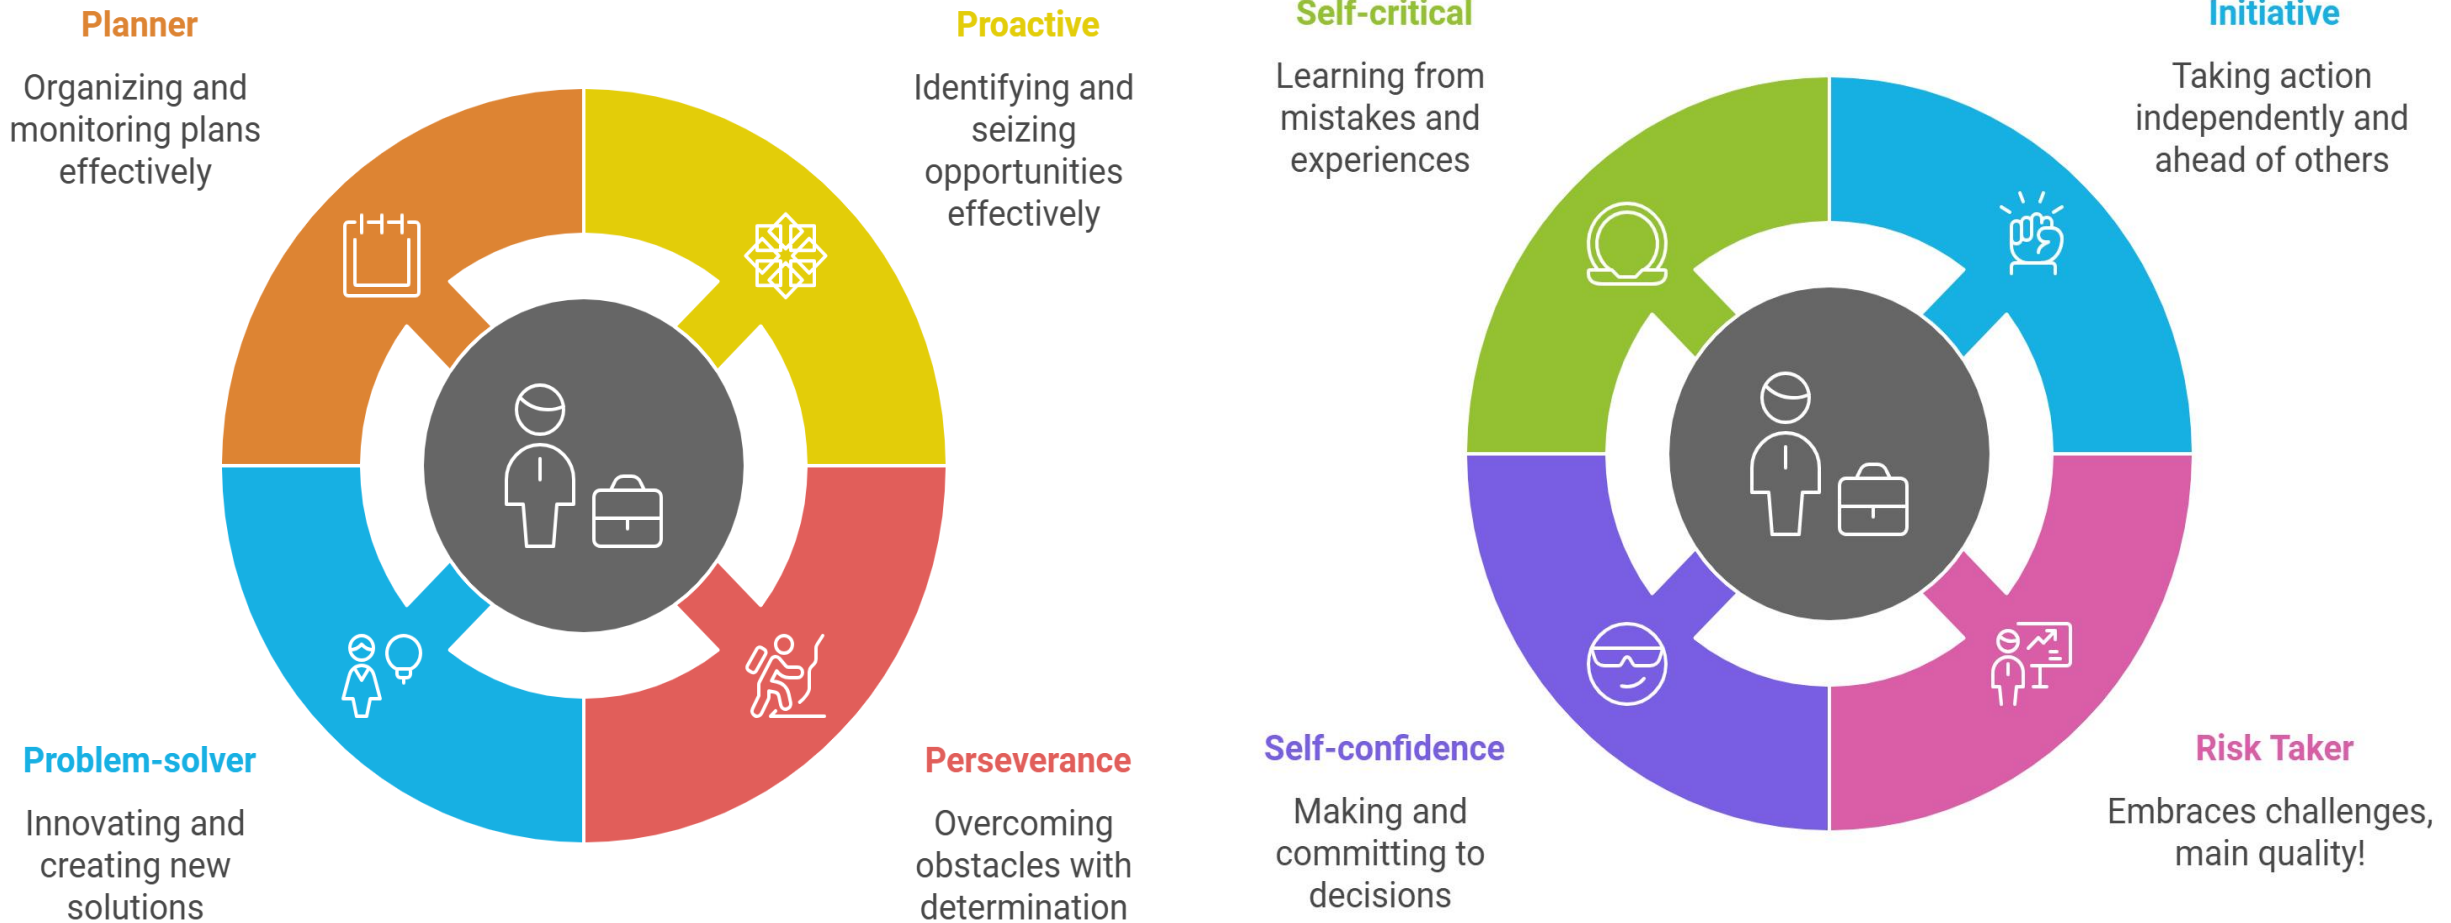 Planner
Organizing and
monitoring plans
effectively
Proactive
Identifying and
seizing
opportunities
effectively
Problem-solver
Innovating and
creating new
solutions
Perseverance
Overcoming
obstacles with
determination
Self-critical
Learning from
mistakes and
experiences
Initiative
Taking action
independently and
ahead of others
Self-confidence
Making and
committing to
decisions
Risk Taker
Embraces challenges,
main quality!